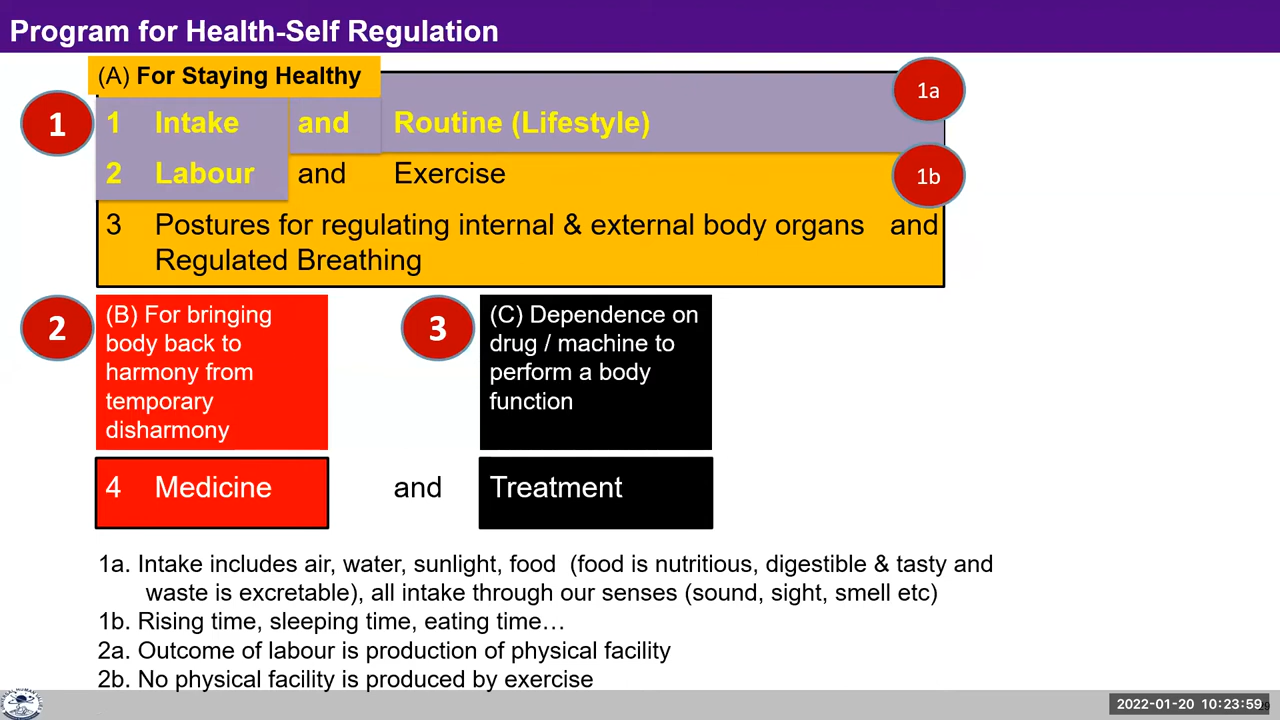 Program for Health-Self Regulation
(A) For Staying Healthy
1a
1
1 Intake and Routine (Lifestyle)
2 Labour and Exercise
1b
3 Postures for regulating internal & external body organs and
Regulated Breathing
2
(B) For bringing
body back to
harmony from
temporary
disharmony
3
(C) Dependence on
drug / machine to
perform a body
function
4 Medicine and Treatment
1a. Intake includes air, water, sunlight, food (food is nutritious, digestible & tasty and
waste is excretable), all intake through our senses (sound, sight, smell etc)
1b. Rising time, sleeping time, eating time…
2a. Outcome of labour is production of physical facility
2b. No physical facility is produced by exercise
2022-01-20 10:23:59